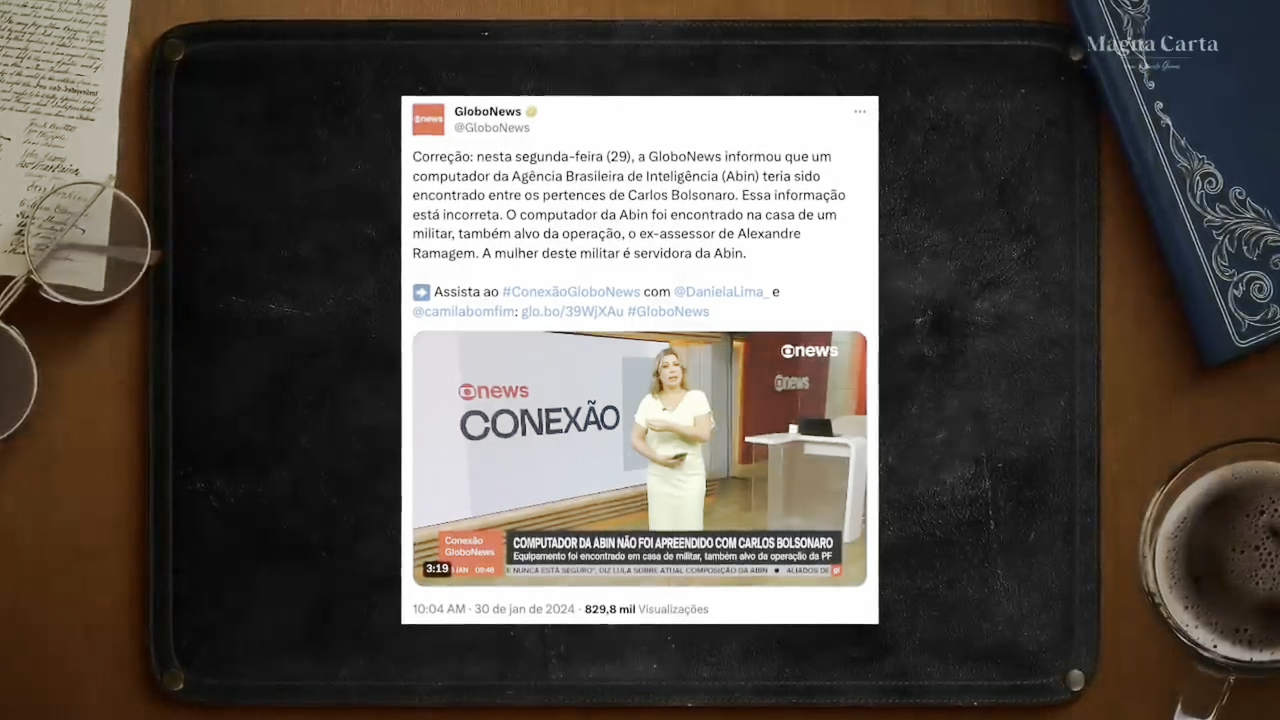 Magna Carta
GloboNews
@GloboNews
Correção: nesta segunda-feira (29), a GloboNews informou que um
computador da Agência Brasileira de Inteligência (Abin) teria sido
encontrado entre os pertences de Carlos Bolsonaro. Essa informação
está incorreta. O computador da Abin foi encontrado na casa de um
militar, também alvo da operação, o ex-assessor de Alexandre
Ramagem. A mulher deste militar é servidora da Abin.
Assista ao #ConexãoGloboNews com @DanielaLima_ e
@camilabomfim: glo.bo/39WjXAu #GloboNews
news
news
news
CONEXÃO
Conexão
GloboNews
COMPUTADOR DA ABIN NÃO FOI APREENDIDO COM CARLOS BOLSONARO
Equipamento foi encontrado em casa de militar, também alvo da operação da PF
3:19
JAN 09:48
E NUNCA ESTÁ SEGURO", DIZ LULA SOBRE ATUAL COMPOSIÇÃO DA ABIN ● ALIADOS DE
10:04 AM · 30 de jan de 2024 · 829,8 mil Visualizações